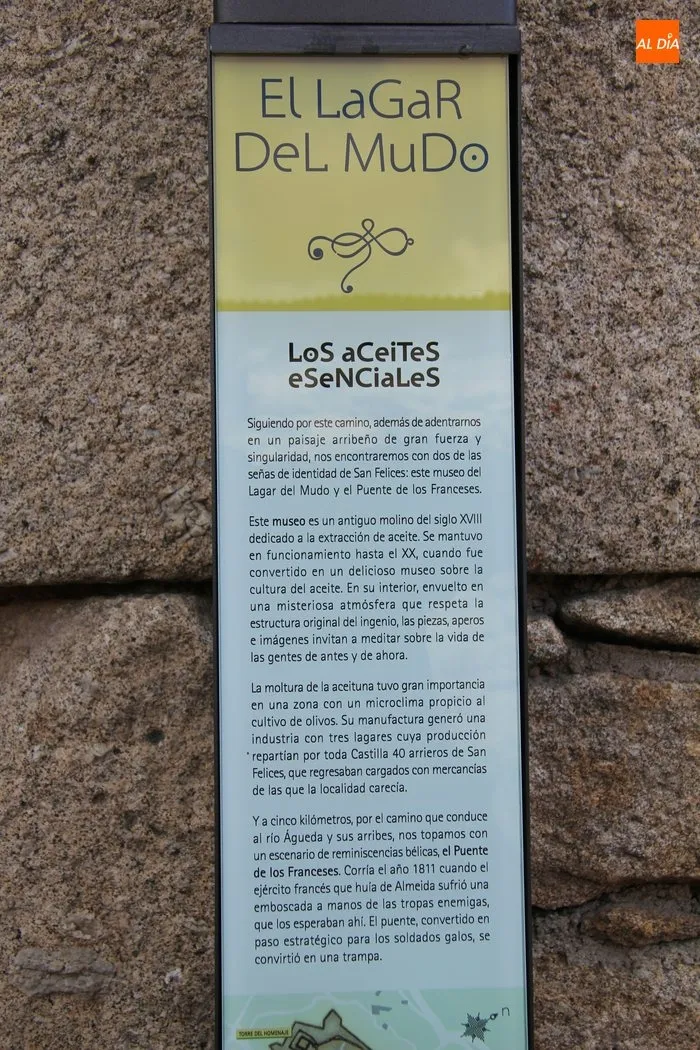 AL DÍA
El LaGaR
DeL MuDo
LoS aCeiTeS
eSeNCiaLeS
Siguiendo por este camino, además de adentrarnos
en un paisaje arribeño de gran fuerza y
singularidad, nos encontraremos con dos de las
señas de identidad de San Felices: este museo del
Lagar del Mudo y el Puente de los Franceses.
Este museo es un antiguo molino del siglo XVIII
dedicado a la extracción de aceite. Se mantuvo
en funcionamiento hasta el XX, cuando fue
convertido en un delicioso museo sobre la
cultura del aceite. En su interior, envuelto en
una misteriosa atmósfera que respeta la
estructura original del ingenio, las piezas, aperos
e imágenes invitan a meditar sobre la vida de
las gentes de antes y de ahora.
La moltura de la aceituna tuvo gran importancia
en una zona con un microclima propicio al
cultivo de olivos. Su manufactura generó una
industria con tres lagares cuya producción
repartían por toda Castilla 40 arrieros de San
Felices, que regresaban cargados con mercancías
de las que la localidad carecía.
Y a cinco kilómetros, por el camino que conduce
al río Águeda y sus arribes, nos topamos con
un escenario de reminiscencias bélicas, el Puente
de los Franceses. Corría el año 1811 cuando el
ejército francés que huía de Almeida sufrió una
emboscada a manos de las tropas enemigas,
que los esperaban ahí. El puente, convertido en
paso estratégico para los soldados galos, se
convirtió en una trampa.
n
TORRE DEL HOMENAJE